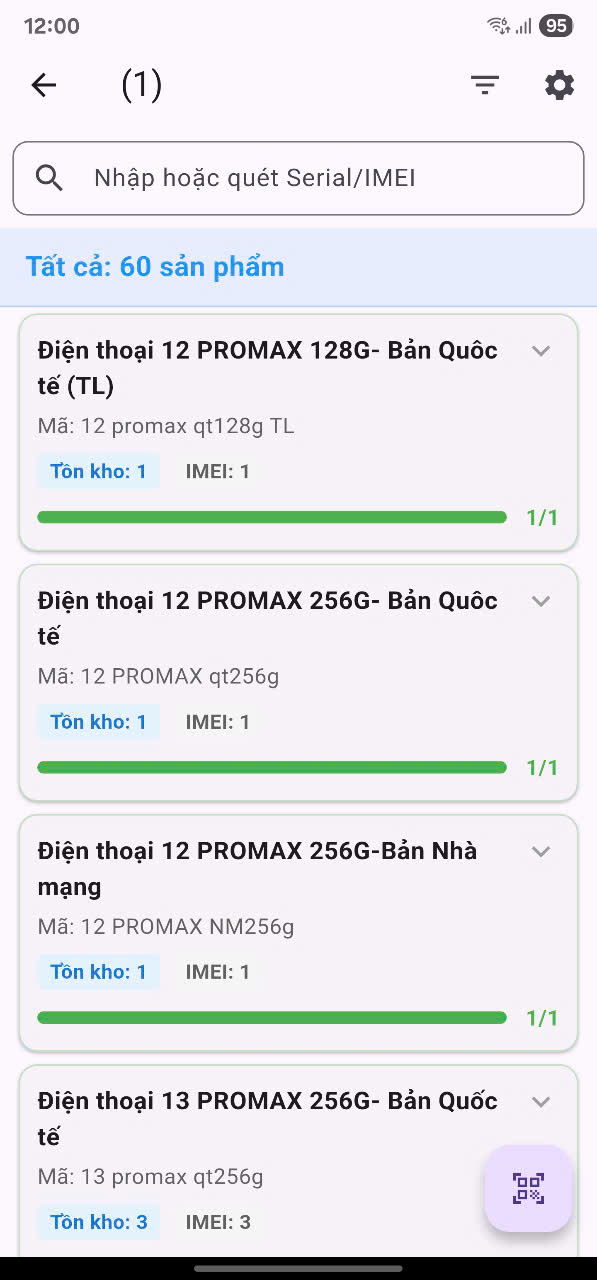 12:00
95
(1)
Nhập hoặc quét Serial/IMEI
Tất cả: 60 sản phẩm
Điện thoại 12 PROMAX 128G- Bản Quôc
tế (TL)
Mã: 12 promax qt128g TL
Tồn kho: 1 IMEI: 1
1/1
Điện thoại 12 PROMAX 256G- Bản Quôc
tế
Mã: 12 PROMAX qt256g
Tồn kho: 1 IMEI: 1
1/1
Điện thoại 12 PROMAX 256G-Bản Nhà
mạng
Mã: 12 PROMAX NM256g
Tồn kho: 1 IMEI: 1
1/1
Điện thoại 13 PROMAX 256G- Bản Quốc
tế
Mã: 13 promax qt256g
Tồn kho: 3 IMEI: 3